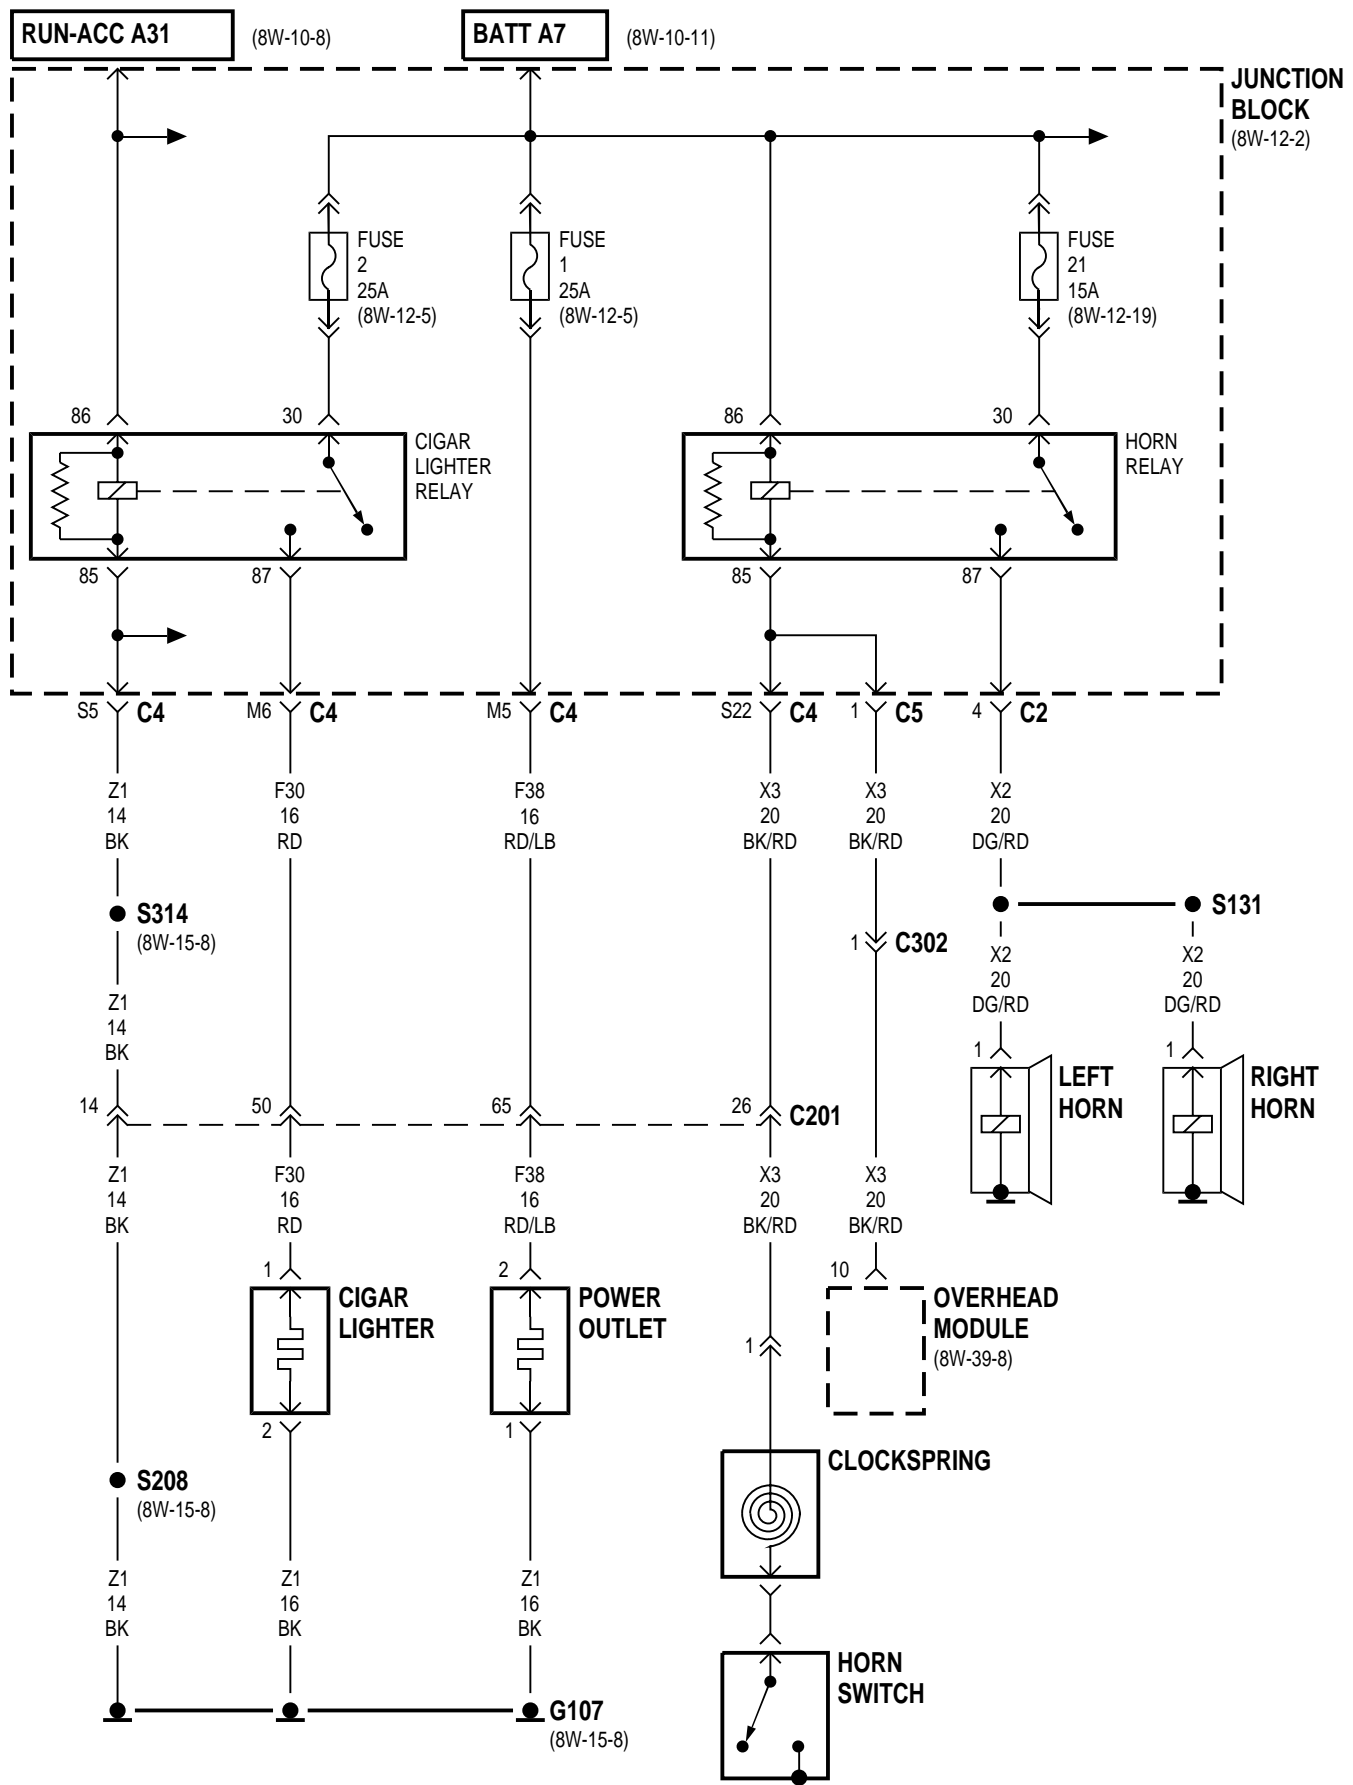 RUN-ACC A31 (8W-10-8) BATT A7 (8W-10-11)
JUNCTION
BLOCK
(8W-12-2)
FUSE
2
25A
(8W-12-5)
FUSE
1
25A
(8W-12-5)
FUSE
21
15A
(8W-12-19)
86 30
CIGAR
LIGHTER
RELAY
85 87
86 30
HORN
RELAY
85 87
S5 C4 M6 C4 M5 C4 S22 C4 1 C5 4 C2
Z1
14
BK
F30
16
RD
F38
16
RD/LB
X3
20
BK/RD
X3
20
BK/RD
X2
20
DG/RD
S314
(8W-15-8)
1 C302
S131
X2
20
DG/RD
X2
20
DG/RD
Z1
14
BK
1
LEFT
HORN
1
RIGHT
HORN
14 50 65 26 C201
Z1
14
BK
F30
16
RD
F38
16
RD/LB
X3
20
BK/RD
X3
20
BK/RD
1
CIGAR
LIGHTER
2
2
POWER
OUTLET
1
10
OVERHEAD
MODULE
(8W-39-8)
1
CLOCKSPRING
S208
(8W-15-8)
Z1
14
BK
Z1
16
BK
Z1
16
BK
HORN
SWITCH
G107
(8W-15-8)